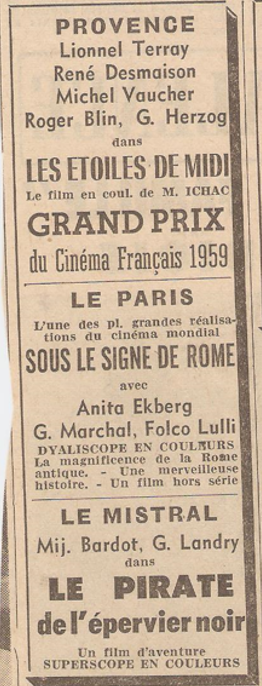 PROVENCE
Lionnel Terray
René Desmaison
Michel Vaucher
Roger Blin, G. Herzog
dans
LES ETOILES DE MIDI
Le film en coul. de M. ICHAC
GRAND PRIX
du Cinéma Français 1959
LE PARIS
L'une des pl. grandes réalisa-
tions du cinéma mondial
SOUS LE SIGNE DE ROME
avec
Anita Ekberg
G. Marchal, Folco Lulli
DYALISCOPE EN COULEURS
La magnificence de la Rome
antique. - Une merveilleuse
histoire. - Un film hors série
LE MISTRAL
Mij. Bardot, G. Landry
dans
LE PIRATE
de l'épervier noir
Un film d'aventure
SUPERSCOPE EN COULEURS